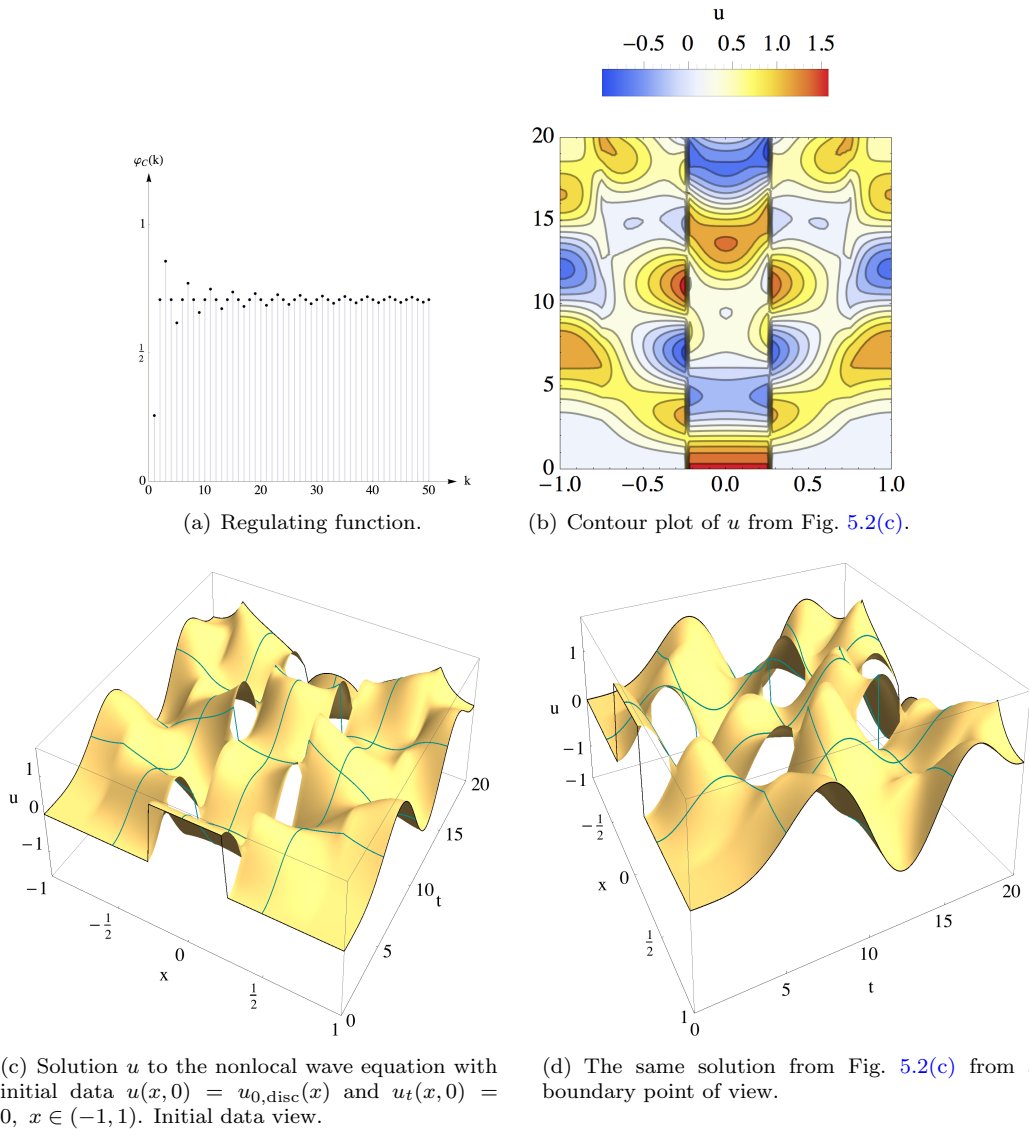 u
−0.5 0 0.5 1.0 1.5
φC(k)
1
1/2
0
0 10 20 30 40 50 k
20
15
10
5
0
−1.0 −0.5 0.0 0.5 1.0
(a) Regulating function.
(b) Contour plot of u from Fig. 5.2(c).
1
u 0
−1
−1
−1/2
0
x
1/2
1
0
5
10
t
15
20
1
u 0
−1
−1
−1/2
x 0
1/2
1
0
5
10
t
15
20
(c) Solution u to the nonlocal wave equation with
initial data u(x, 0) = u0,disc(x) and ut(x, 0) =
0, x ∈ (−1, 1). Initial data view.
(d) The same solution from Fig. 5.2(c) from
boundary point of view.